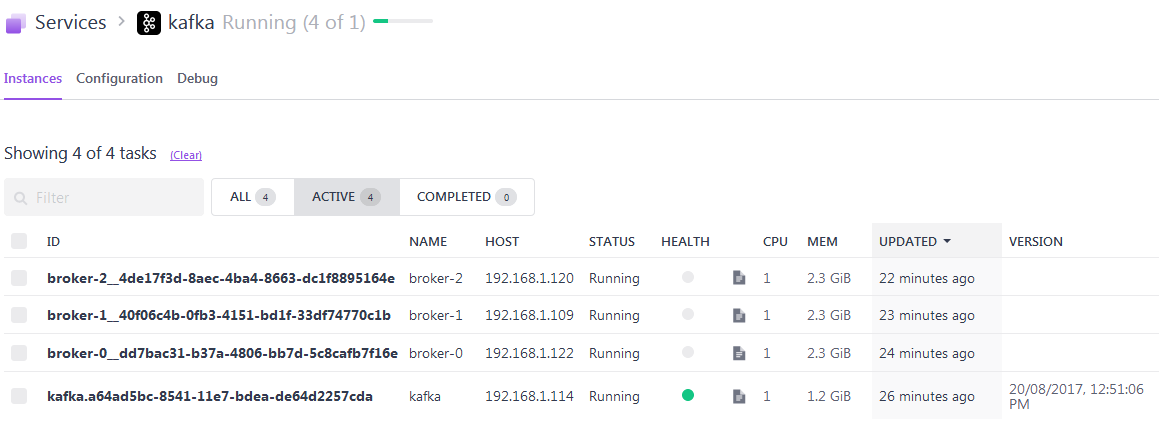 Services > kafka Running (4 of 1)
Instances Configuration Debug
Showing 4 of 4 tasks (Clear)
Filter ALL 4 ACTIVE 4 COMPLETED 0
ID NAME HOST STATUS HEALTH CPU MEM UPDATED VERSION
broker-2__4de17f3d-8aec-4ba4-8663-dc1f8895164e broker-2 192.168.1.120 Running 1 2.3 GiB 22 minutes ago
broker-1__40f06c4b-0fb3-4151-bd1f-33df74770c1b broker-1 192.168.1.109 Running 1 2.3 GiB 23 minutes ago
broker-0__dd7bac31-b37a-4806-bb7d-5c8cafb7f16e broker-0 192.168.1.122 Running 1 2.3 GiB 24 minutes ago
kafka.a64ad5bc-8541-11e7-bdea-de64d2257cda kafka 192.168.1.114 Running 1 1.2 GiB 26 minutes ago 20/08/2017, 12:51:06
PM